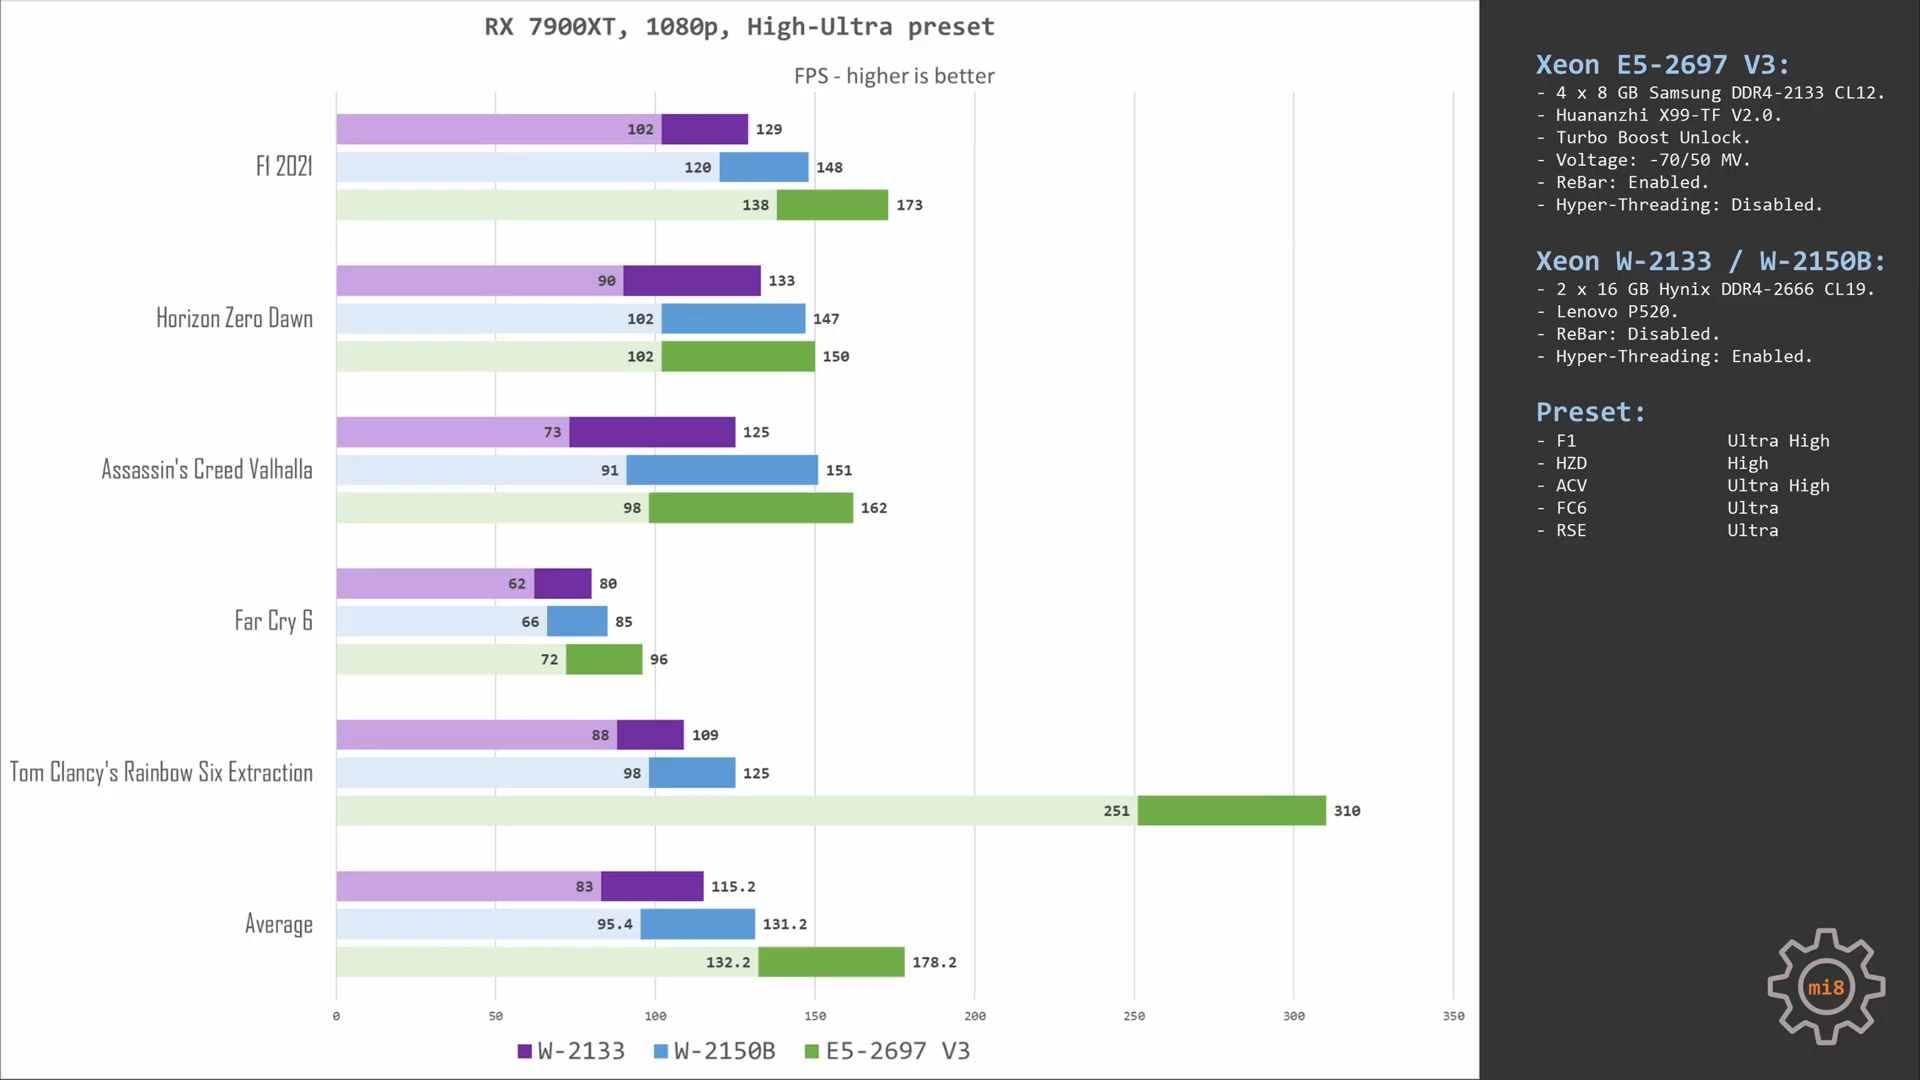 RX 7900XT, 1080p, High-Ultra preset
FPS - higher is better
F1 2021
102 129
120 148
138 173
Horizon Zero Dawn
90 133
102 147
102 150
Assassin's Creed Valhalla
73 125
91 151
98 162
Far Cry 6
62 80
66 85
72 96
Tom Clancy's Rainbow Six Extraction
88 109
98 125
251 310
Average
83 115.2
95.4 131.2
132.2 178.2
0 50 100 150 200 250 300 350
W-2133 W-2150B E5-2697 V3
Xeon E5-2697 V3:
- 4 x 8 GB Samsung DDR4-2133 CL12.
- Huananzhi X99-TF V2.0.
- Turbo Boost Unlock.
- Voltage: -70/50 MV.
- ReBar: Enabled.
- Hyper-Threading: Disabled.
Xeon W-2133 / W-2150B:
- 2 x 16 GB Hynix DDR4-2666 CL19.
- Lenovo P520.
- ReBar: Disabled.
- Hyper-Threading: Enabled.
Preset:
- F1 Ultra High
- HZD High
- ACV Ultra High
- FC6 Ultra
- RSE Ultra
mi8